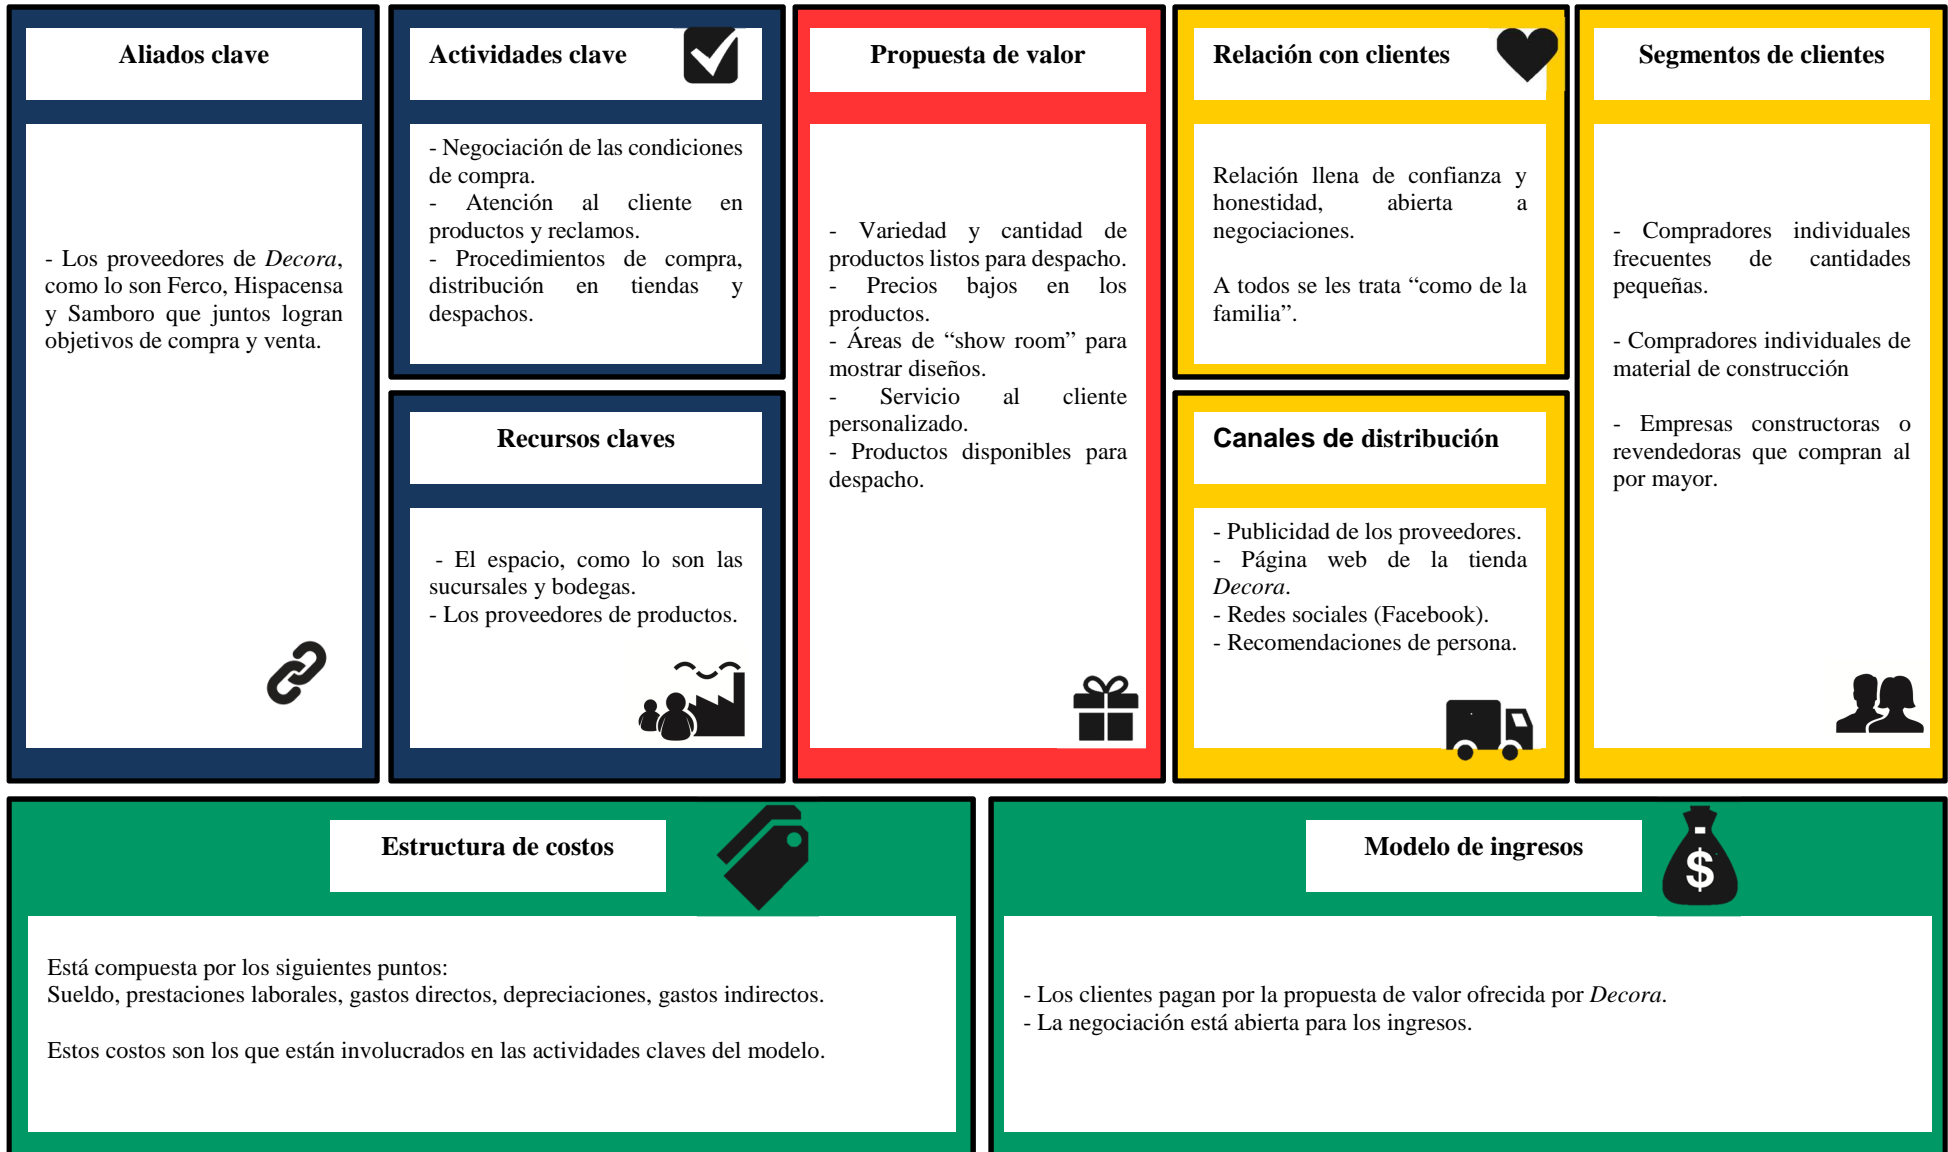 Aliados clave
- Los proveedores de Decora,
como lo son Ferco, Hispacensa
y Samboro que juntos logran
objetivos de compra y venta.
Actividades clave
- Negociación de las condiciones
de compra.
- Atención al cliente en
productos y reclamos.
- Procedimientos de compra,
distribución en tiendas y
despachos.
Recursos claves
- El espacio, como lo son las
sucursales y bodegas.
- Los proveedores de productos.
Propuesta de valor
- Variedad y cantidad de
productos listos para despacho.
- Precios bajos en los
productos.
- Áreas de “show room” para
mostrar diseños.
- Servicio al cliente
personalizado.
- Productos disponibles para
despacho.
Relación con clientes
Relación llena de confianza y
honestidad, abierta a
negociaciones.
A todos se les trata “como de la
familia”.
Canales de distribución
- Publicidad de los proveedores.
- Página web de la tienda
Decora.
- Redes sociales (Facebook).
- Recomendaciones de persona.
Segmentos de clientes
- Compradores individuales
frecuentes de cantidades
pequeñas.
- Compradores individuales de
material de construcción
- Empresas constructoras o
revendedoras que compran al
por mayor.
Estructura de costos
Está compuesta por los siguientes puntos:
Sueldo, prestaciones laborales, gastos directos, depreciaciones, gastos indirectos.
Estos costos son los que están involucrados en las actividades claves del modelo.
Modelo de ingresos
$
- Los clientes pagan por la propuesta de valor ofrecida por Decora.
- La negociación está abierta para los ingresos.